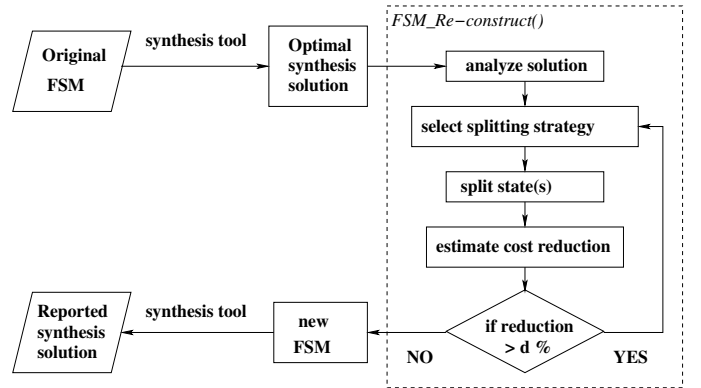 FSM_Re−construct()
Original
FSM
synthesis tool
Optimal
synthesis
solution
analyze solution
select splitting strategy
split state(s)
estimate cost reduction
if reduction
> d %
NO
YES
new
FSM
synthesis tool
Reported
synthesis
solution